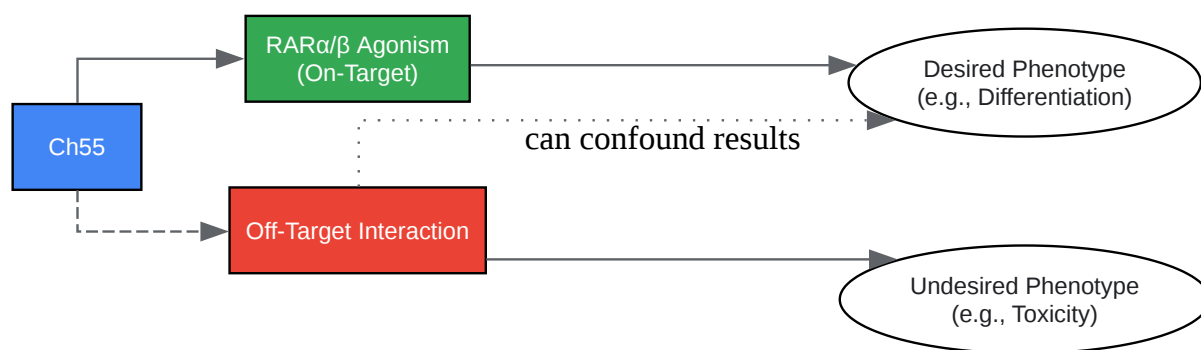 RARα/β Agonism
(On-Target)
Desired Phenotype
(e.g., Differentiation)
Ch55
can confound results
Off-Target Interaction
Undesired Phenotype
(e.g., Toxicity)